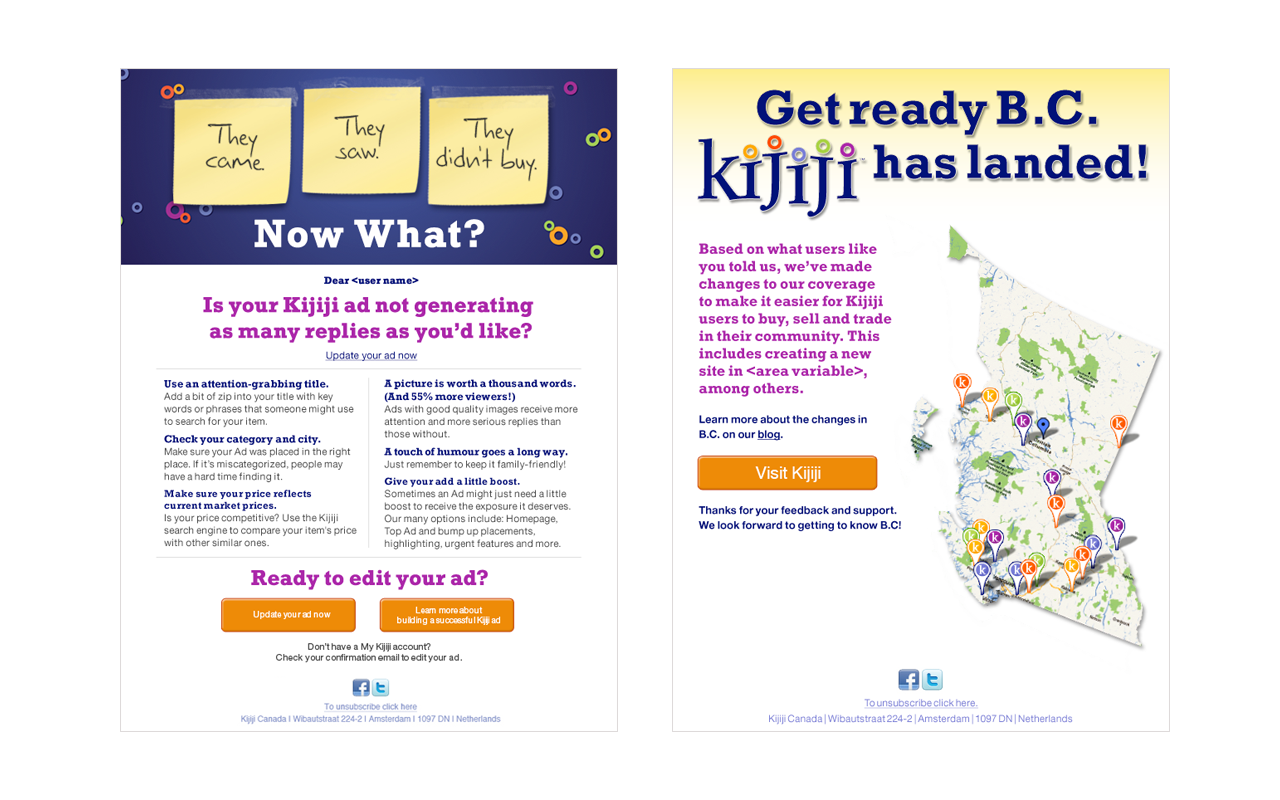 They
came.
They
saw.
They
didn't buy.
Now What?
Dear <user name>
Is your Kijiji ad not generating
as many replies as you'd like?
Update your ad now
Use an attention-grabbing title.
Add a bit of zip into your title with key
words or phrases that someone might use
to search for your item.
Check your category and city.
Make sure your Ad was placed in the right
place. If it's miscategorized, people may
have a hard time finding it.
Make sure your price reflects
current market prices.
Is your price competitive? Use the Kijiji
search engine to compare your item's price
with other similar ones.
A picture is worth a thousand words.
(And 55% more viewers!)
Ads with good quality images receive more
attention and more serious replies than
those without.
A touch of humour goes a long way.
Just remember to keep it family-friendly!
Give your add a little boost.
Sometimes an Ad might just need a little
boost to receive the exposure it deserves.
Our many options include: Homepage,
Top Ad and bump up placements,
highlighting, urgent features and more.
Ready to edit your ad?
Update your ad now
Learn more about
building a successful Kijiji ad
Don't have a My Kijiji account?
Check your confirmation email to edit your ad.
To unsubscribe click here
Kijiji Canada I Wibautstraat 224-2 I Amsterdam I 1097 DN I Netherlands
Get ready B.C.
kijiji has landed!
Based on what users like
you told us, we've made
changes to our coverage
to make it easier for Kijiji
users to buy, sell and trade
in their community. This
includes creating a new
site in <area variable>,
among others.
Learn more about the changes in
B.C. on our blog.
Visit Kijiji
Thanks for your feedback and support.
We look forward to getting to know B.C!
To unsubscribe click here.
Kijiji Canada | Wibautstraat 224-2 | Amsterdam | 1097 DN | Netherlands